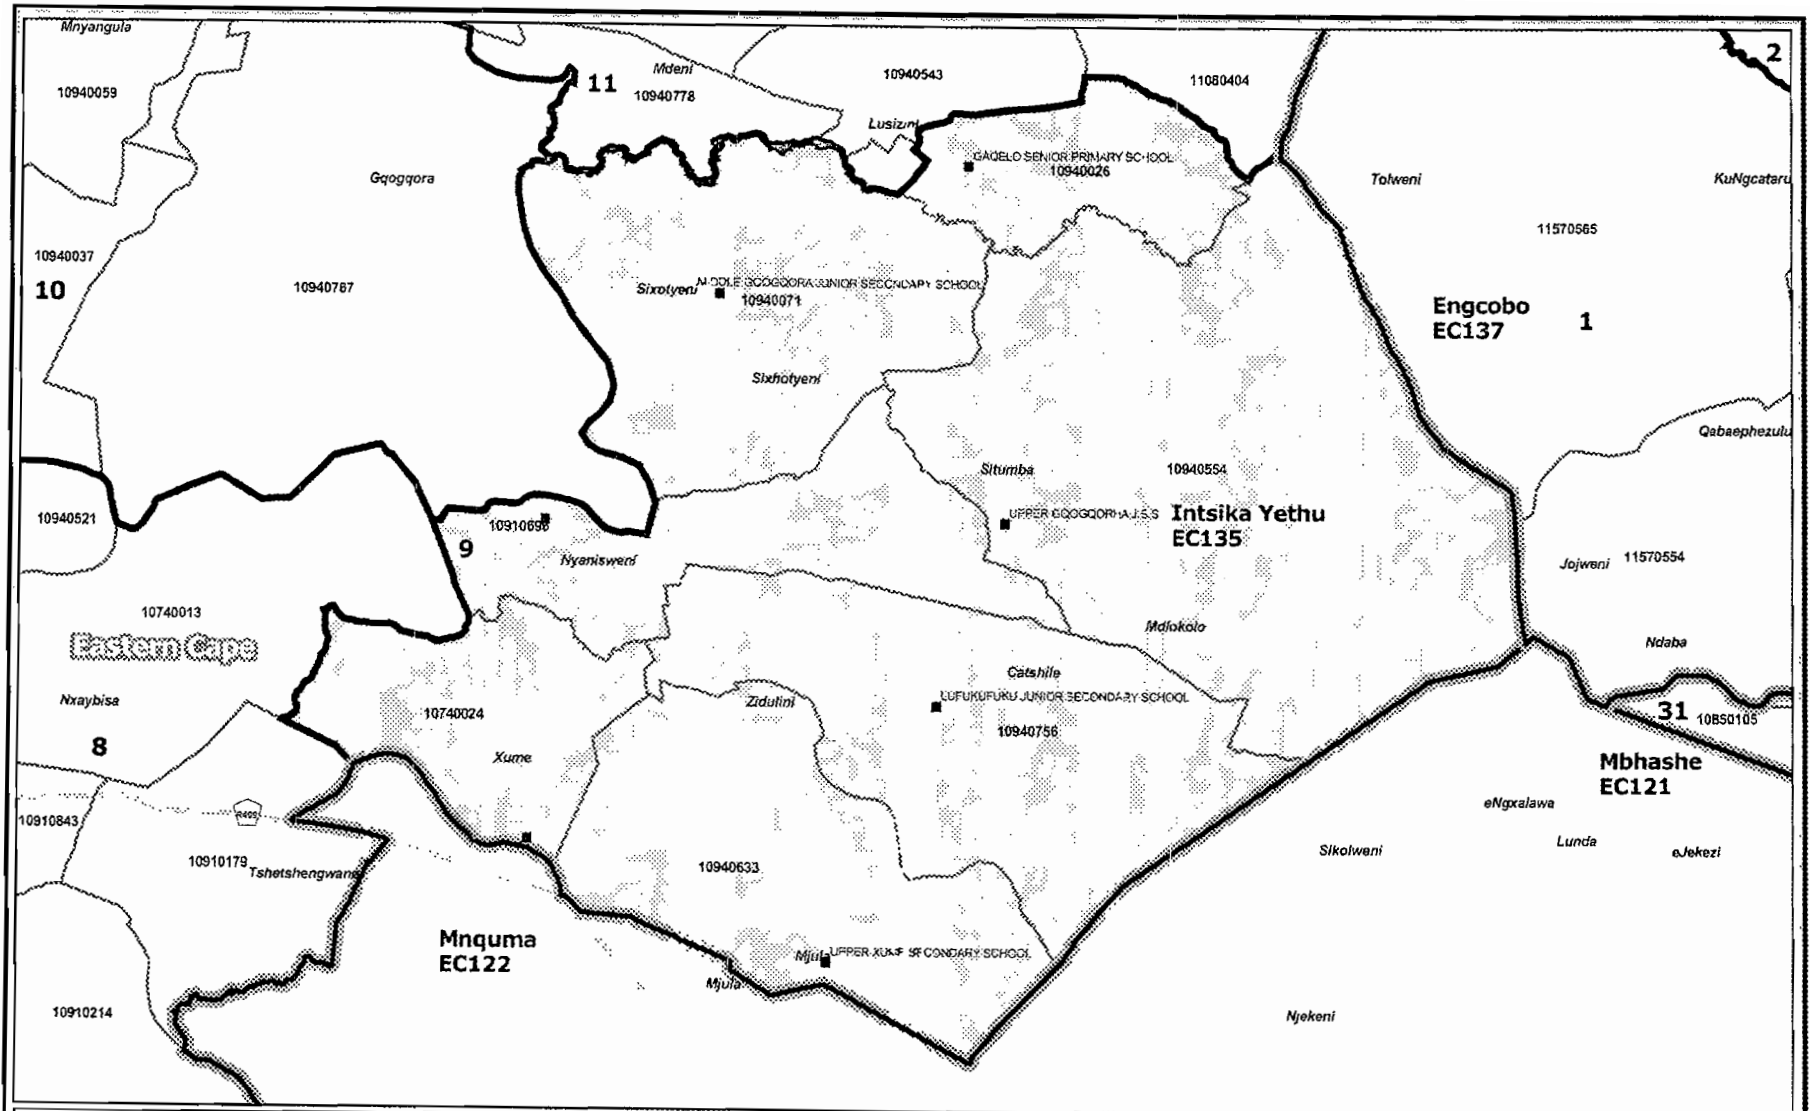 Mnyangula
2
Mdeni
11
10940543
11080404
10940059
10940778
Lusizini
GAQELO SENIOR PRIMARY SCHOOL
10940026
Gqogqora
Tolweni
KuNgcataru
11570565
10940037
10
10940787
Sixotyeni
MIDDLE GQOGQORA JUNIOR SECONDARY SCHOOL
10940071
Engcobo
EC137
1
Sixhotyeni
Qabaephezulu
Situmba
10940554
10940521
10910696
UPPER GQOGQORHA J.S.S
Intsika Yethu
EC135
9
Nyanisweni
Jojweni
11570554
10740013
Mdlokolo
Eastern Cape
Ndaba
Catshile
Nxaybisa
Zidulini
LUFUKUFUKU JUNIOR SECONDARY SCHOOL
10740024
10940756
31
10850105
8
Xume
Mbhashe
EC121
eNgxalawa
10910843
R409
Lunda
Sikolweni
eJekezi
10910179
Tshetshengwane
10940633
Mnquma
EC122
UPPER XUME SECONDARY SCHOOL
Mjula
10910214
Njekeni